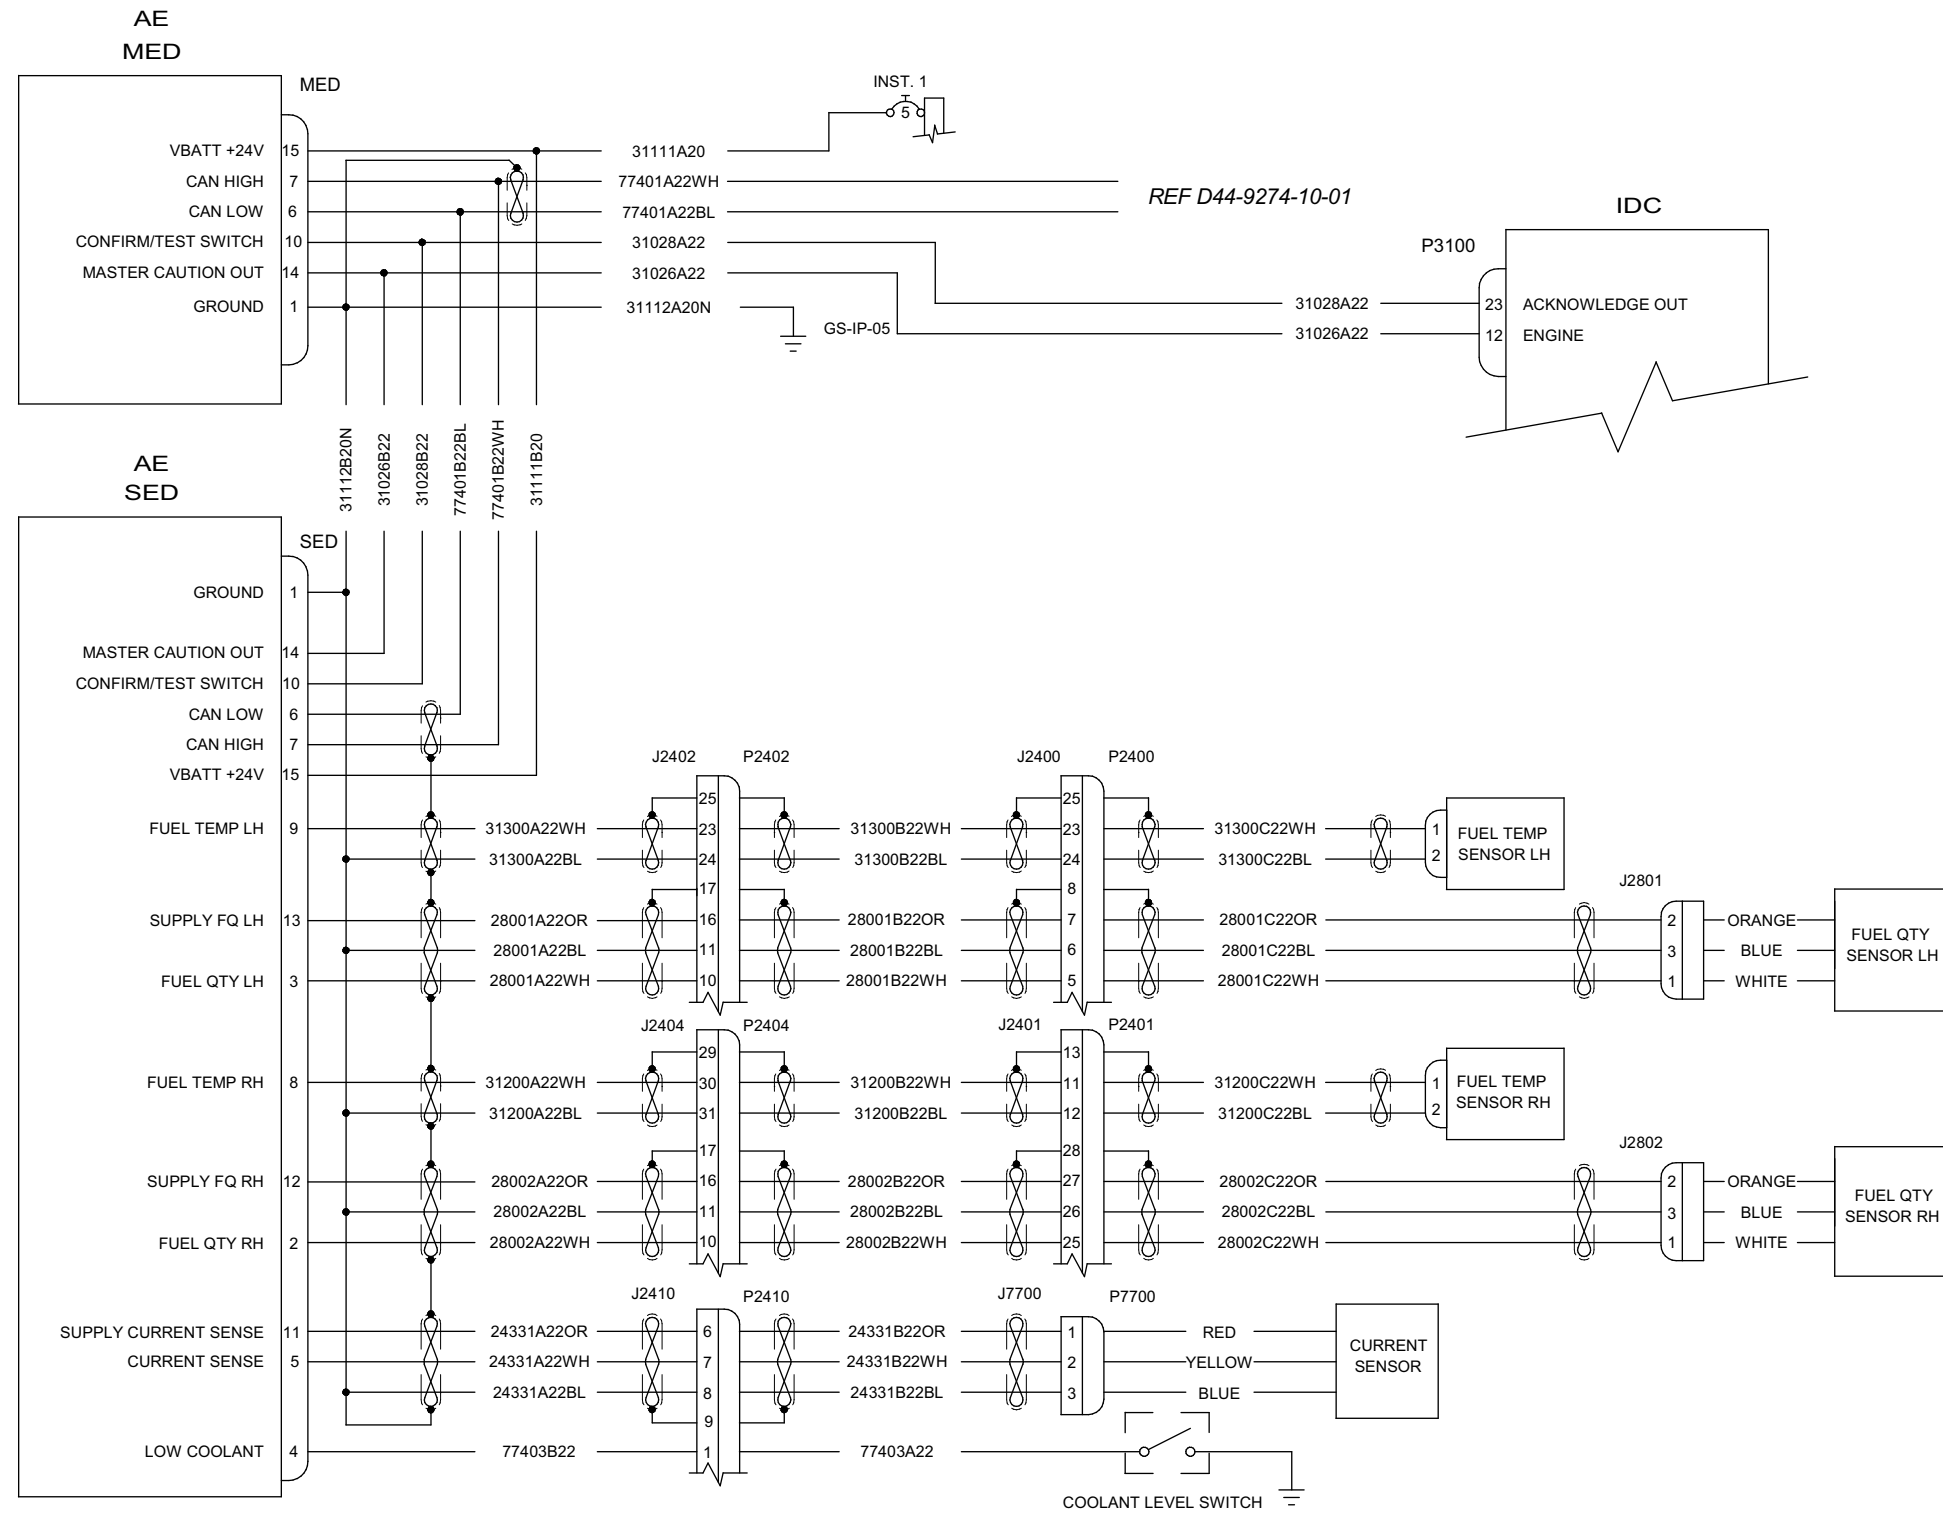 AE
MED
MED
INST. 1
5
VBATT +24V 15 31111A20
CAN HIGH 7 77401A22WH
REF D44-9274-10-01
CAN LOW 6 77401A22BL
IDC
CONFIRM/TEST SWITCH 10 31028A22
P3100
MASTER CAUTION OUT 14 31026A22
GROUND 1 31112A20N
GS-IP-05
31028A22 23 ACKNOWLEDGE OUT
31026A22 12 ENGINE
31112B20N
31026B22
31028B22
77401B22BL
77401B22WH
31111B20
AE
SED
SED
GROUND 1
MASTER CAUTION OUT 14
CONFIRM/TEST SWITCH 10
CAN LOW 6
CAN HIGH 7
VBATT +24V 15
J2402 P2402 J2400 P2400
25 25
FUEL TEMP LH 9 31300A22WH 23 31300B22WH 23 31300C22WH 1
31300A22BL 24 31300B22BL 24 31300C22BL 2
FUEL TEMP
SENSOR LH
17 8
J2801
SUPPLY FQ LH 13 28001A22OR 16 28001B22OR 7 28001C22OR 2 ORANGE
28001A22BL 11 28001B22BL 6 28001C22BL 3 BLUE
FUEL QTY LH 3 28001A22WH 10 28001B22WH 5 28001C22WH 1 WHITE
FUEL QTY
SENSOR LH
J2404 P2404 J2401 P2401
29 13
FUEL TEMP RH 8 31200A22WH 30 31200B22WH 11 31200C22WH 1
31200A22BL 31 31200B22BL 12 31200C22BL 2
FUEL TEMP
SENSOR RH
17 28
J2802
SUPPLY FQ RH 12 28002A22OR 16 28002B22OR 27 28002C22OR 2 ORANGE
28002A22BL 11 28002B22BL 26 28002C22BL 3 BLUE
FUEL QTY RH 2 28002A22WH 10 28002B22WH 25 28002C22WH 1 WHITE
FUEL QTY
SENSOR RH
J2410 P2410 J7700 P7700
SUPPLY CURRENT SENSE 11 24331A22OR 6 24331B22OR 1 RED
CURRENT SENSE 5 24331A22WH 7 24331B22WH 2 YELLOW
24331A22BL 8 24331B22BL 3 BLUE
CURRENT
SENSOR
9
LOW COOLANT 4 77403B22 1 77403A22
COOLANT LEVEL SWITCH